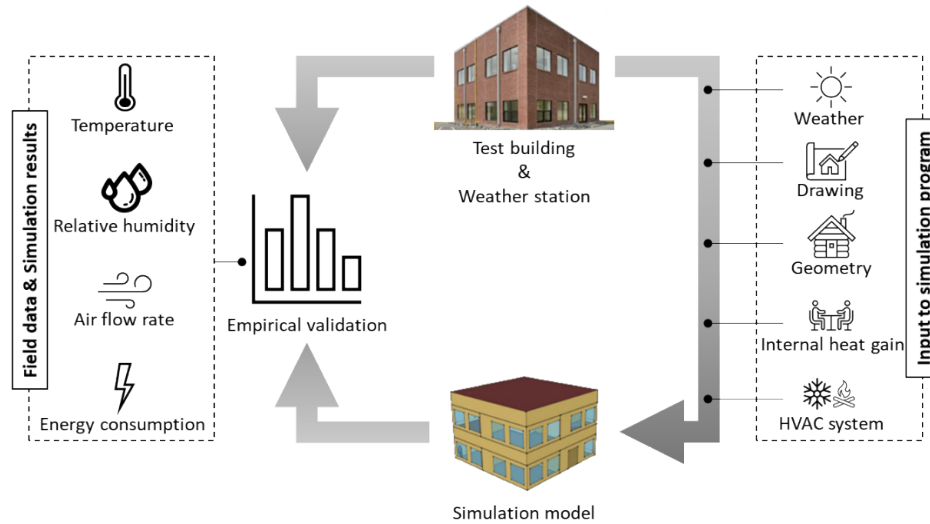 Field data & Simulation results
Temperature
Relative humidity
Air flow rate
Energy consumption
Empirical validation
Test building
&
Weather station
Simulation model
Weather
Drawing
Geometry
Internal heat gain
HVAC system
Input to simulation program